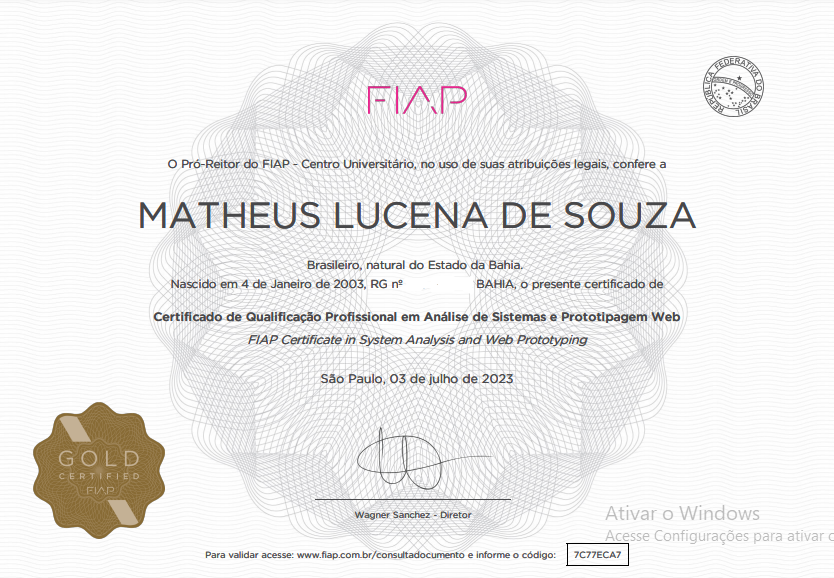 FIAP
REPÚBLICA FEDERATIVA DO BRASIL
O Pró-Reitor do FIAP - Centro Universitário, no uso de suas atribuições legais, confere a
MATHEUS LUCENA DE SOUZA
Brasileiro, natural do Estado da Bahia.
Nascido em 4 de Janeiro de 2003, RG nº BAHIA, o presente certificado de
Certificado de Qualificação Profissional em Análise de Sistemas e Prototipagem Web
FIAP Certificate in System Analysis and Web Prototyping
São Paulo, 03 de julho de 2023
GOLD
CERTIFIED
FIAP
Wagner Sanchez - Diretor
Ativar o Windows
Acesse Configurações para ativar o
Para validar acesse: www.fiap.com.br/consultadocumento e informe o código: 7C77ECA7